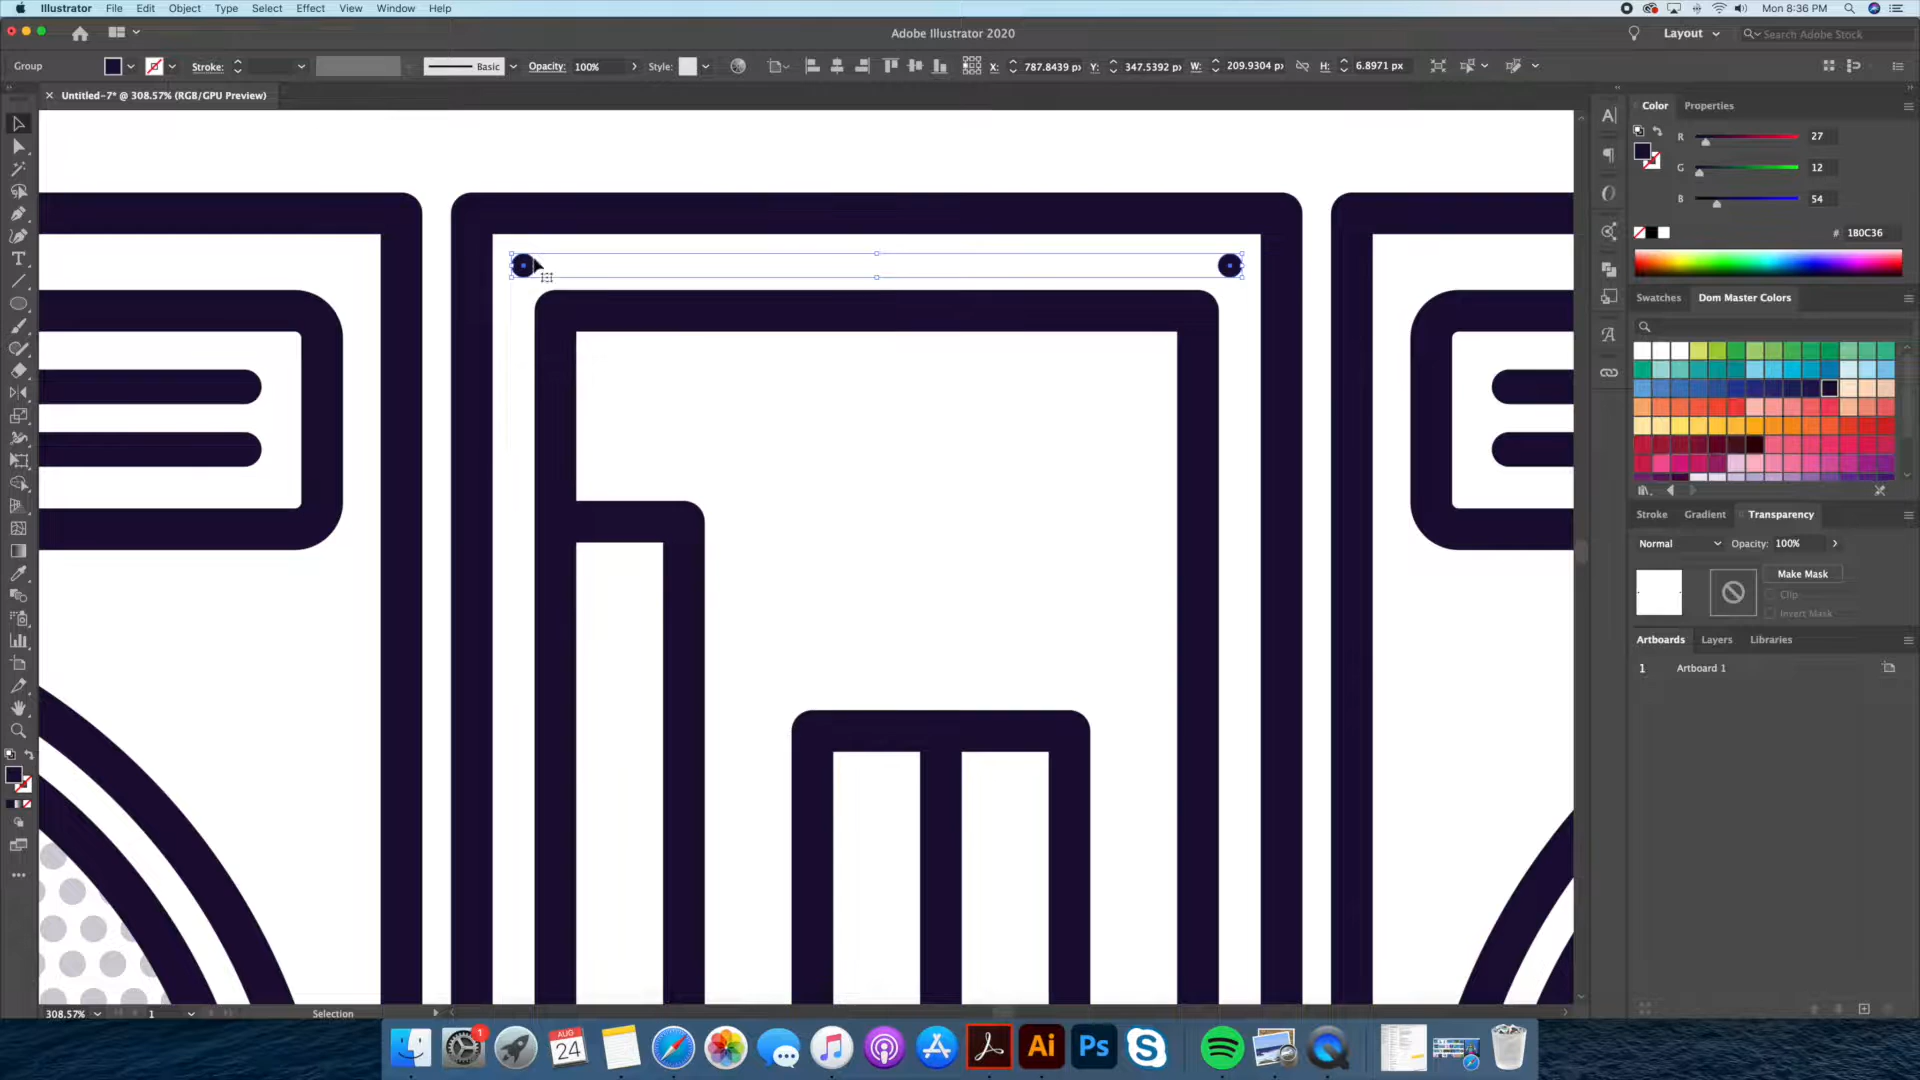 Illustrator File Edit Object Type Select Effect View Window Help
Mon 8:36 PM
Adobe Illustrator 2020
Layout
Search Adobe Stock
Group
Stroke:
Basic
Opacity: 100%
Style:
X: 787.8439 p
Y: 347.5392 p
W: 209.9304 p
H: 6.8971 px
Untitled-7* @ 308.57% (RGB/GPU Preview)
Color Properties
R 27
G 12
B 54
# 180C36
Swatches Dom Master Colors
Stroke Gradient Transparency
Normal Opacity: 100%
Make Mask
Clip
Invert Mask
Artboards Layers Libraries
1 Artboard 1
308.57% 1 Selection
1
AUG
24
Ai
Ps